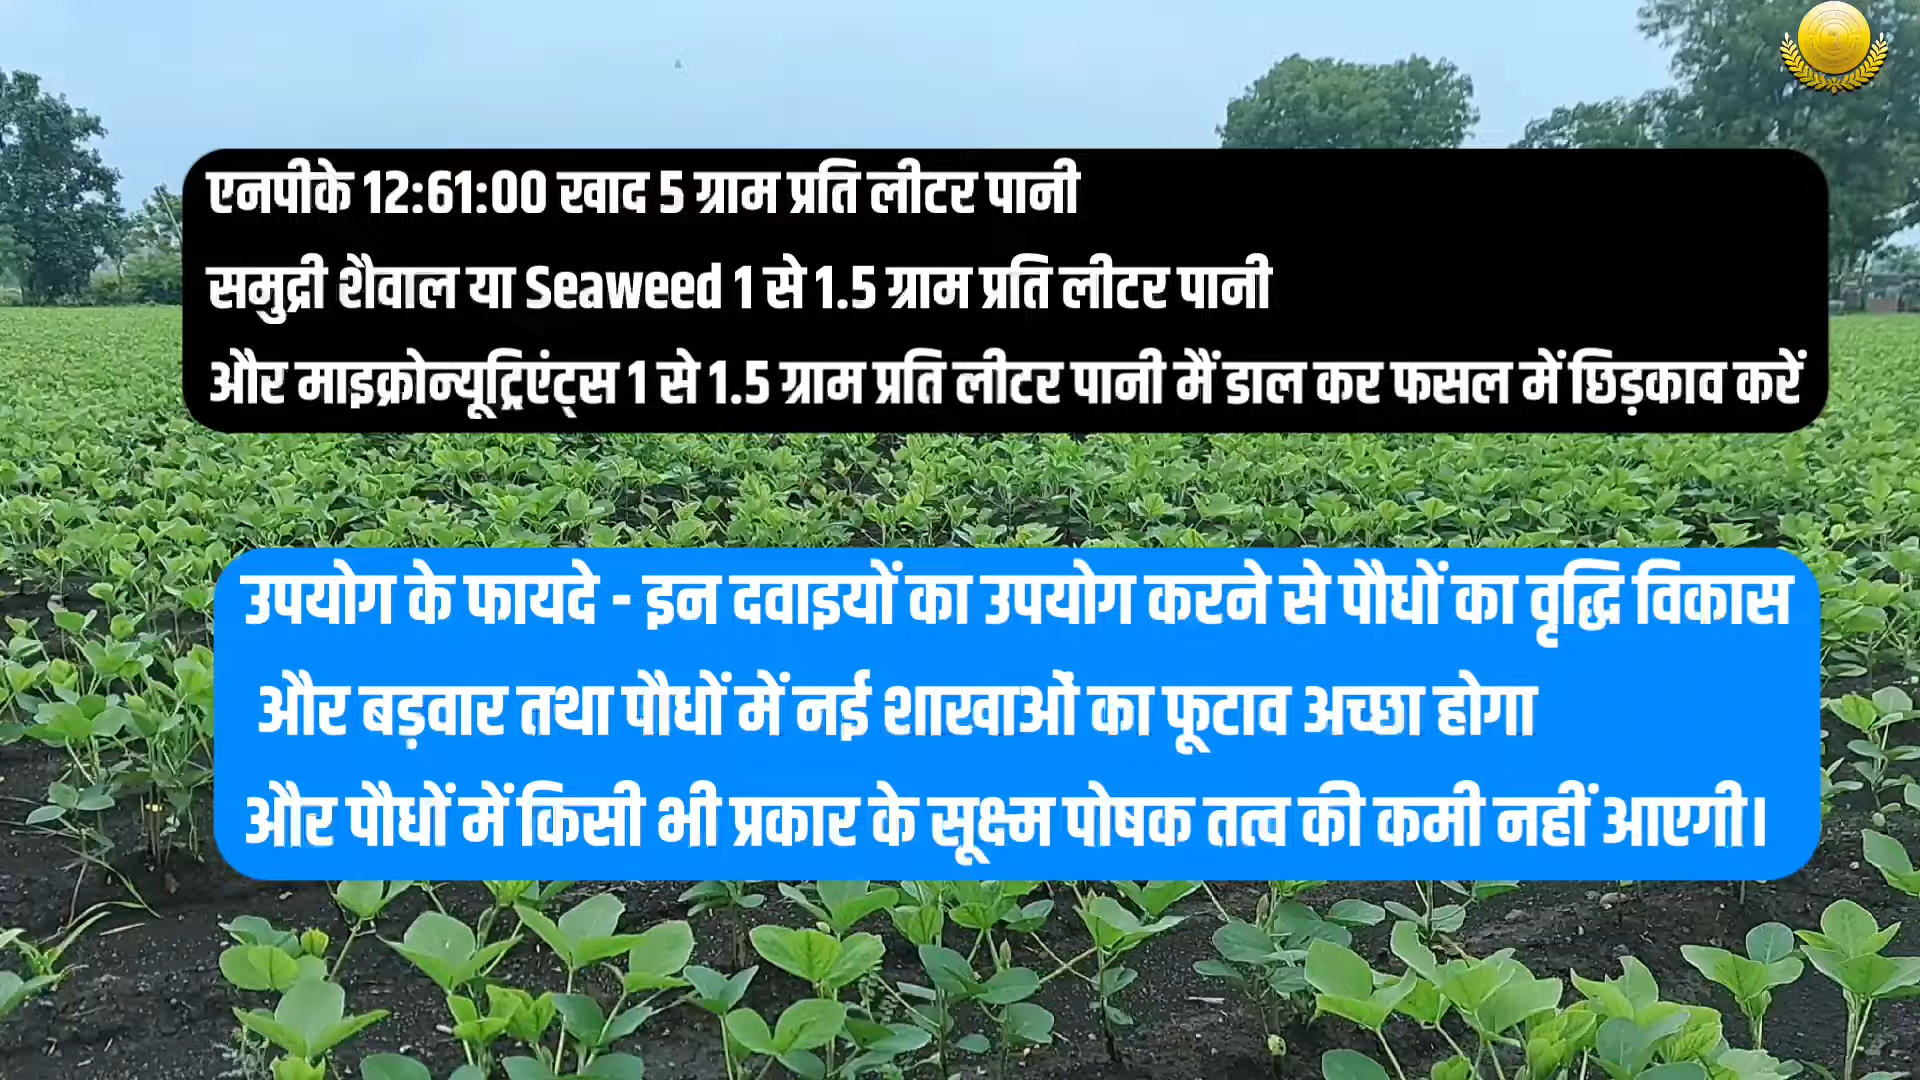 एनपीके 12:61:00 खाद 5 ग्राम प्रति लीटर पानी
समुद्री शैवाल या Seaweed 1 से 1.5 ग्राम प्रति लीटर पानी
और माइक्रोन्यूट्रिएंट्स 1 से 1.5 ग्राम प्रति लीटर पानी मैं डाल कर फसल में छिड़काव करें
उपयोग के फायदे - इन दवाइयों का उपयोग करने से पौधों का वृद्धि विकास
और बड़वार तथा पौधों में नई शाखाओं का फूटाव अच्छा होगा
और पौधों में किसी भी प्रकार के सूक्ष्म पोषक तत्व की कमी नहीं आएगी।